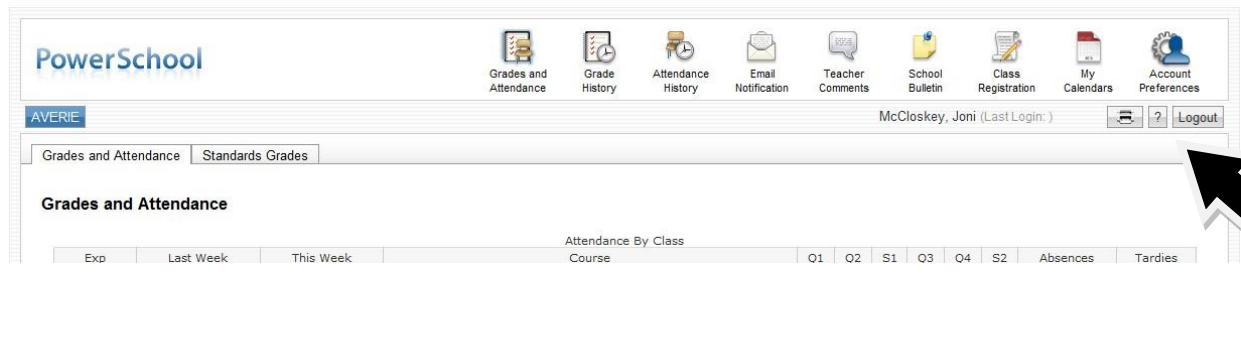 PowerSchool
Grades and Attendance
Grade History
Attendance History
Email Notification
Teacher Comments
School Bulletin
Class Registration
My Calendars
Account Preferences
AVERIE
McCloskey, Joni (Last Login: )
? Logout
Grades and Attendance Standards Grades
Grades and Attendance
Attendance By Class
Exp Last Week This Week Course Q1 Q2 S1 Q3 Q4 S2 Absences Tardies